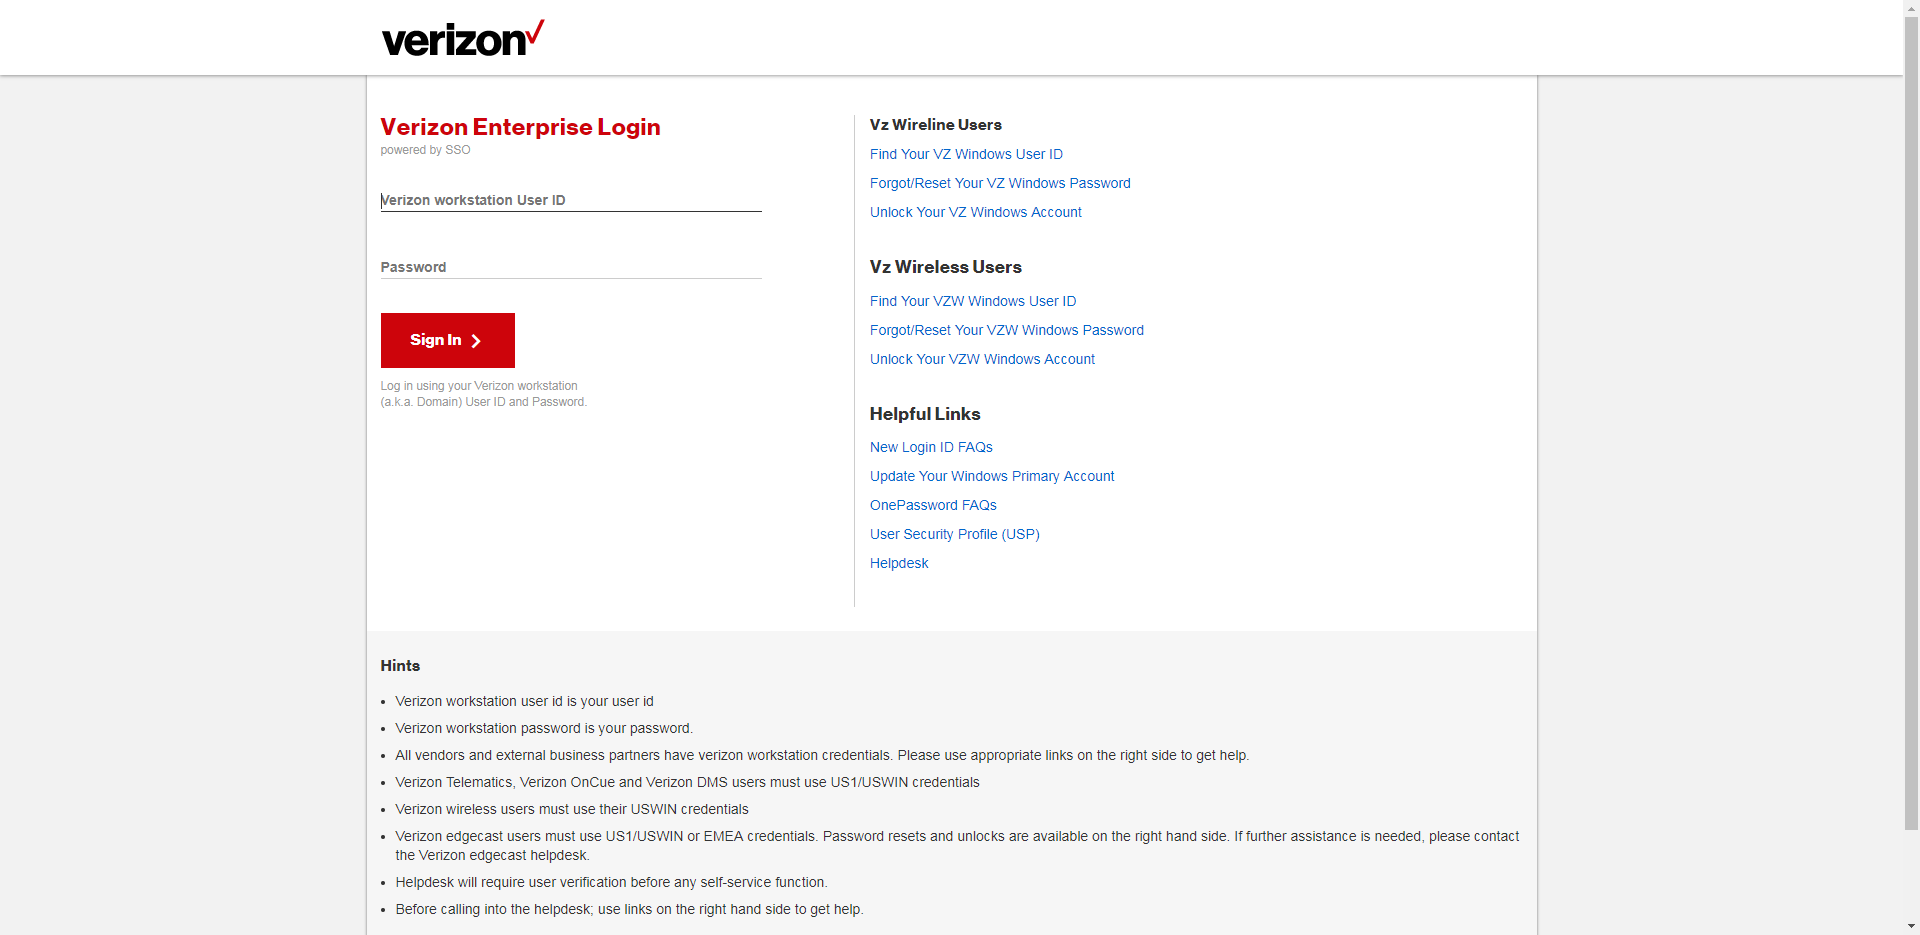 verizon
Verizon Enterprise Login
powered by SSO
Verizon workstation User ID
Password
Sign In
Log in using your Verizon workstation
(a.k.a. Domain) User ID and Password.
Vz Wireline Users
Find Your VZ Windows User ID
Forgot/Reset Your VZ Windows Password
Unlock Your VZ Windows Account
Vz Wireless Users
Find Your VZW Windows User ID
Forgot/Reset Your VZW Windows Password
Unlock Your VZW Windows Account
Helpful Links
New Login ID FAQs
Update Your Windows Primary Account
OnePassword FAQs
User Security Profile (USP)
Helpdesk
Hints
• Verizon workstation user id is your user id
• Verizon workstation password is your password.
• All vendors and external business partners have verizon workstation credentials. Please use appropriate links on the right side to get help.
• Verizon Telematics, Verizon OnCue and Verizon DMS users must use US1/USWIN credentials
• Verizon wireless users must use their USWIN credentials
• Verizon edgecast users must use US1/USWIN or EMEA credentials. Password resets and unlocks are available on the right hand side. If further assistance is needed, please contact
the Verizon edgecast helpdesk.
• Helpdesk will require user verification before any self-service function.
• Before calling into the helpdesk; use links on the right hand side to get help.